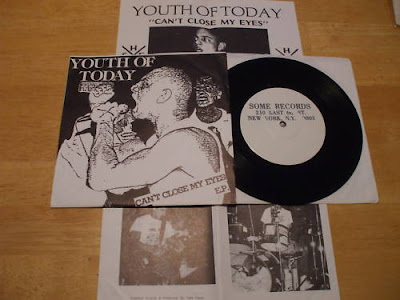 YOUTH OF TODAY
"CAN'T CLOSE MY EYES"
H
H
YOUTH OF
TODAY
CAN'T CLOSE MY EYES
E.P.
SOME RECORDS
NEW YORK, N.Y.